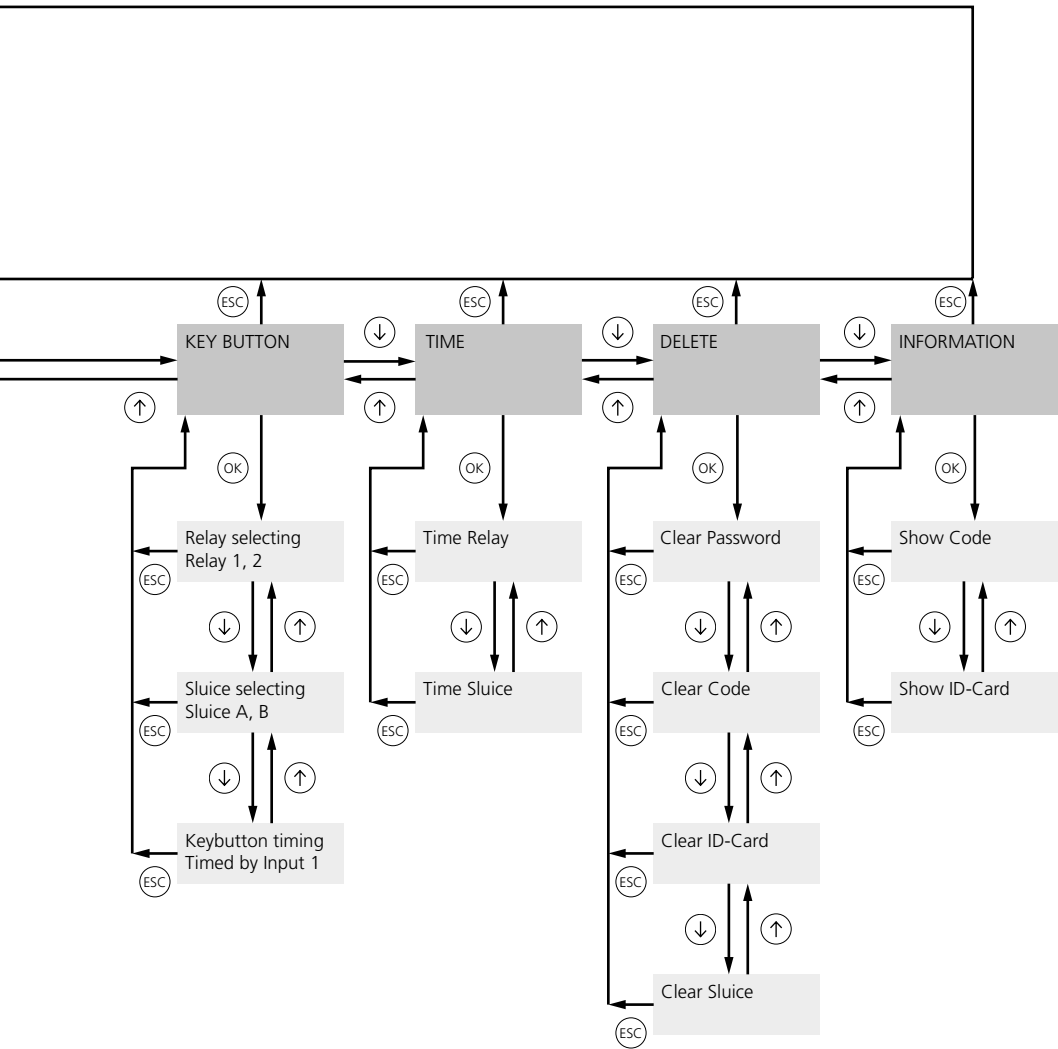 ESC
ESC
ESC
ESC
KEY BUTTON
↓
TIME
↓
DELETE
↓
INFORMATION
↑
↑
↑
↑
OK
OK
OK
OK
Relay selecting
Relay 1, 2
Time Relay
Clear Password
Show Code
ESC
ESC
ESC
ESC
↓
↑
↓
↑
↓
↑
↓
↑
Sluice selecting
Sluice A, B
Time Sluice
Clear Code
Show ID-Card
ESC
ESC
ESC
ESC
↓
↑
↓
↑
Keybutton timing
Timed by Input 1
Clear ID-Card
ESC
ESC
↓
↑
Clear Sluice
ESC